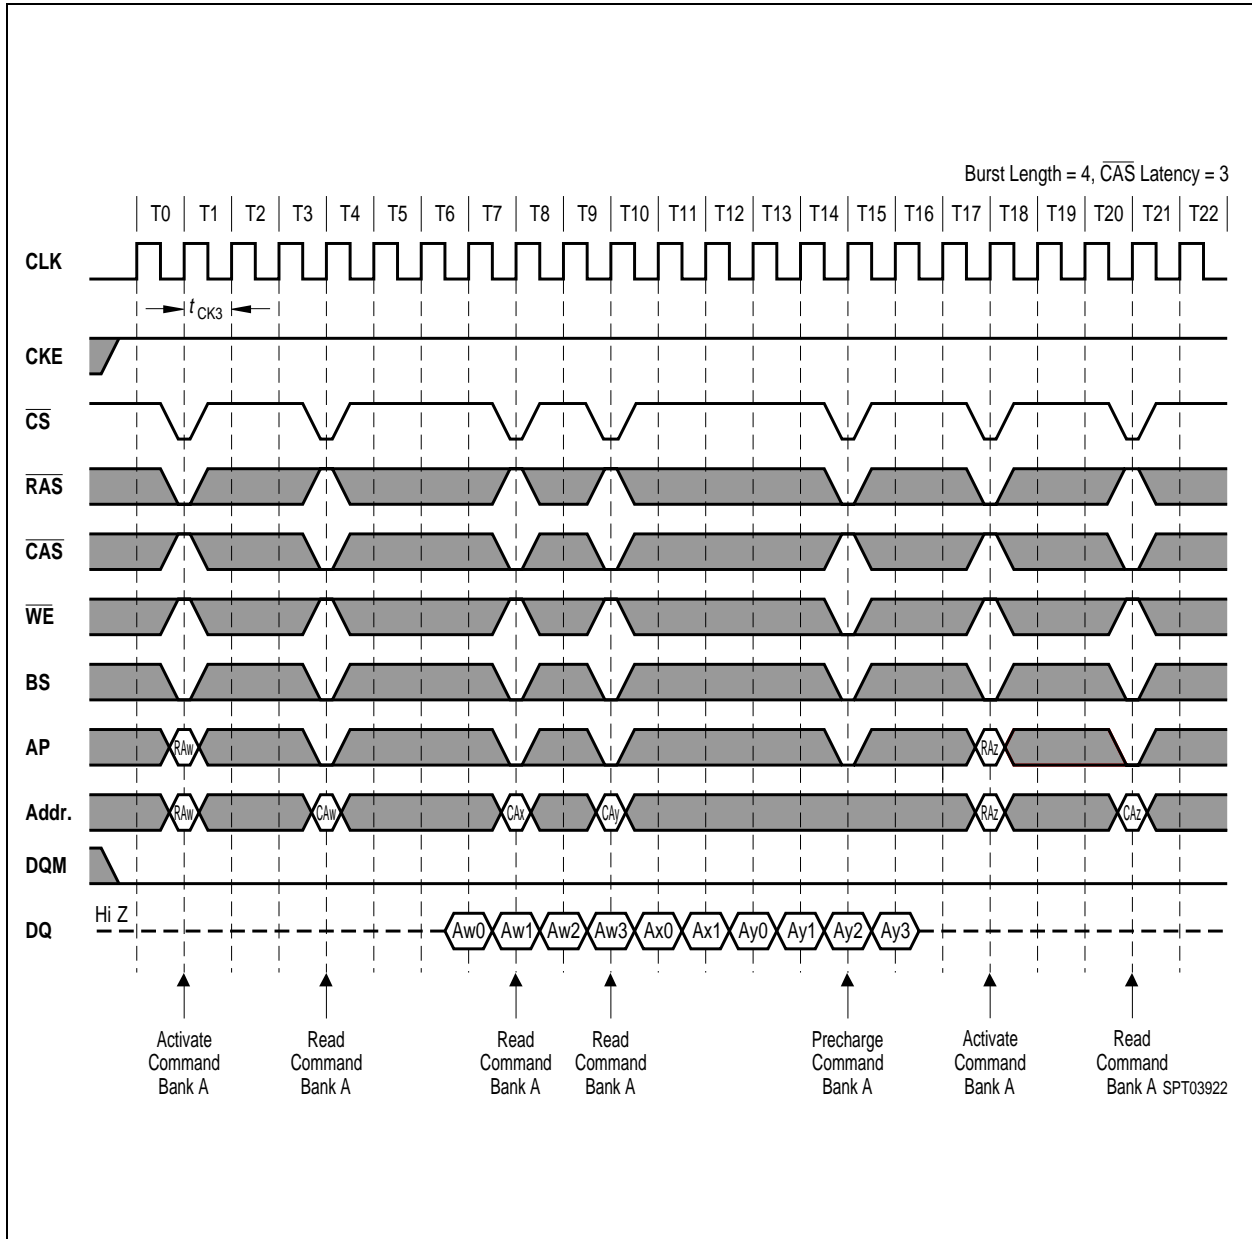 Burst Length = 4, CAS Latency = 3
T0 T1 T2 T3 T4 T5 T6 T7 T8 T9 T10 T11 T12 T13 T14 T15 T16 T17 T18 T19 T20 T21 T22
CLK
t CK3
CKE
CS
RAS
CAS
WE
BS
AP RAw RAz
Addr. RAw CAw CAx CAy RAz CAz
DQM
Hi Z
DQ Aw0 Aw1 Aw2 Aw3 Ax0 Ax1 Ay0 Ay1 Ay2 Ay3
Activate Read Read Read Precharge Activate Read
Command Command Command Command Command Command Command
Bank A Bank A Bank A Bank A Bank A Bank A Bank A SPT03922